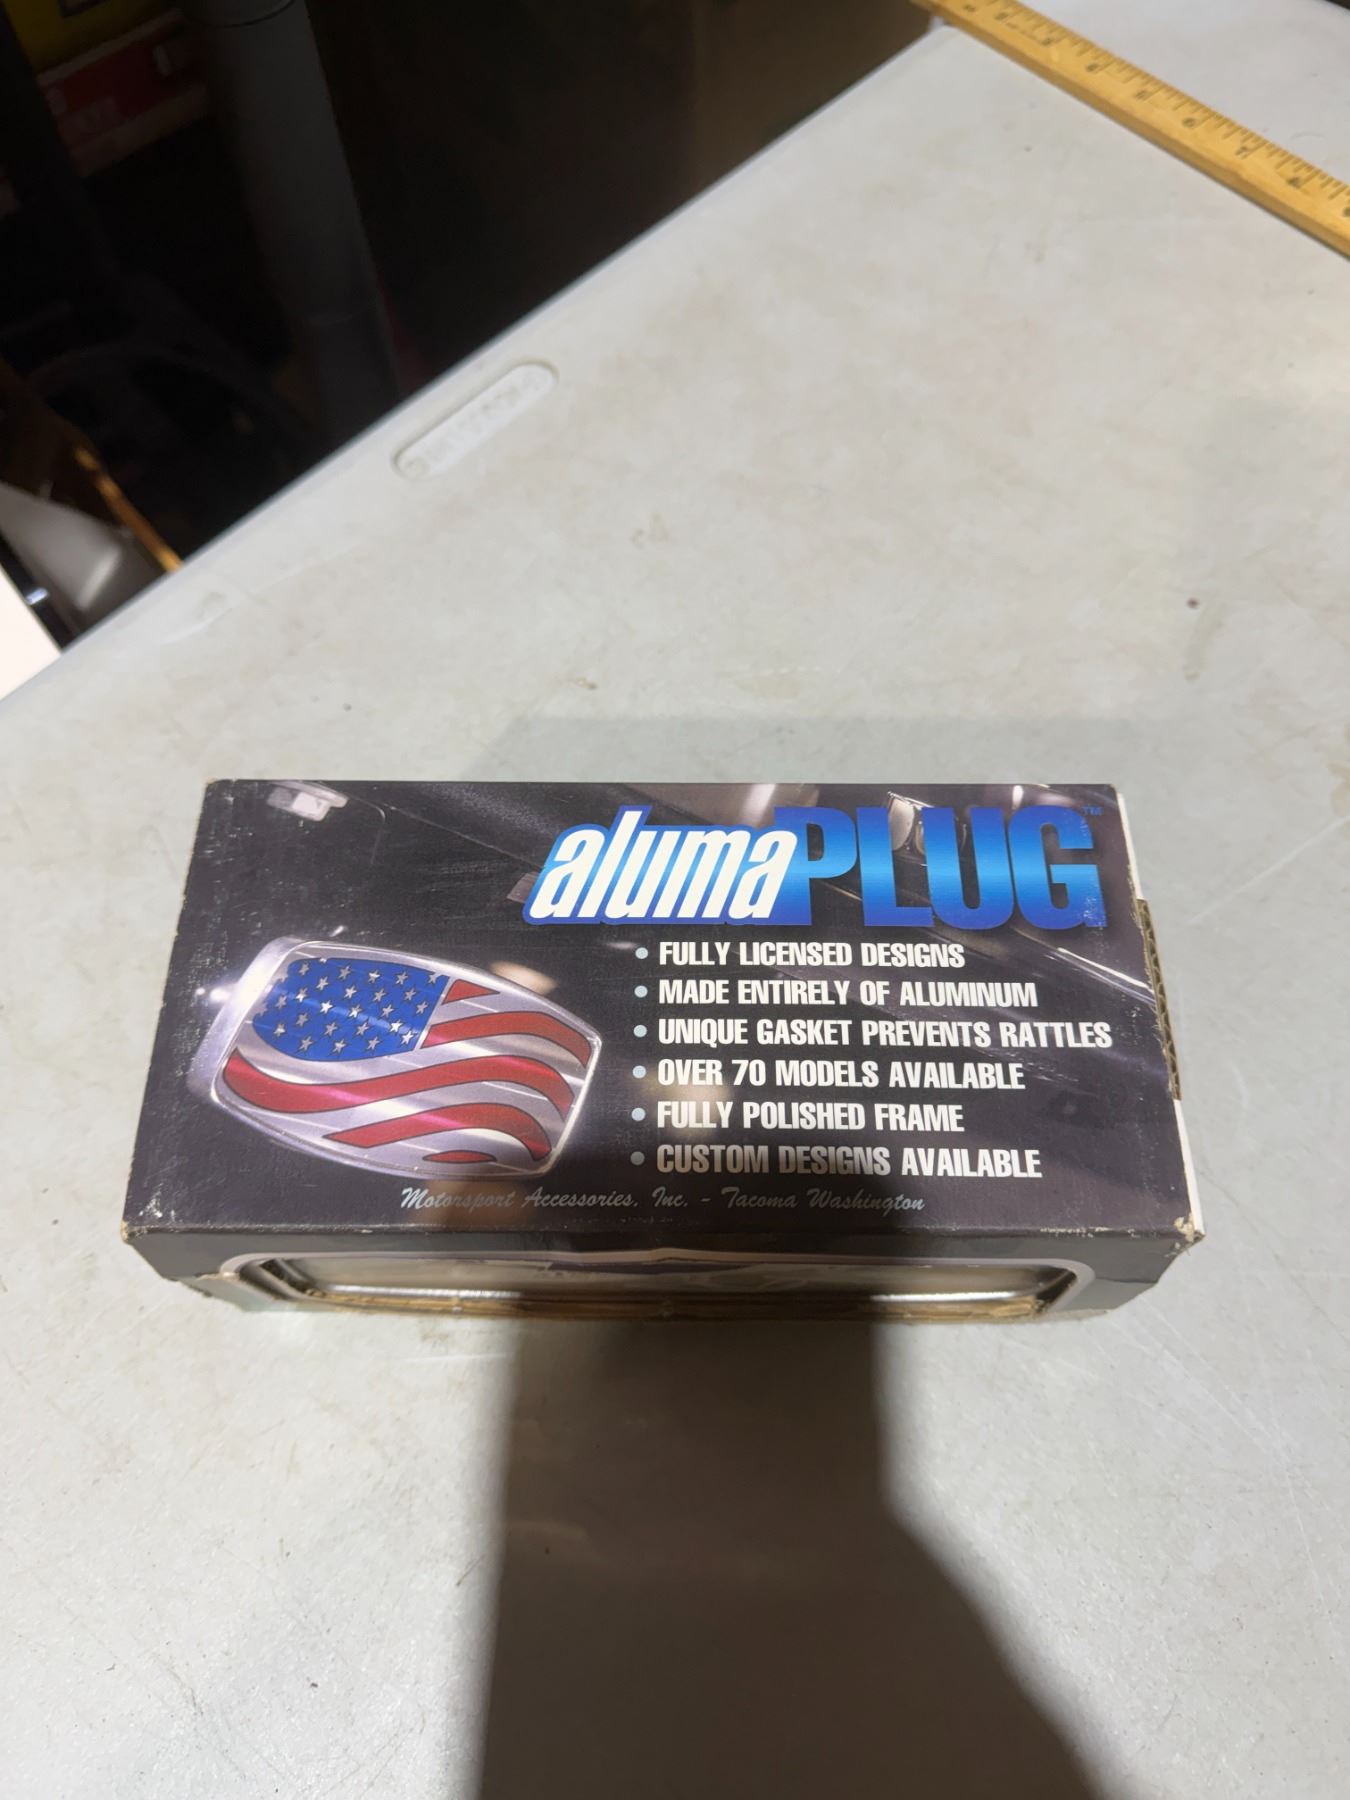 alumaPLUG™
• FULLY LICENSED DESIGNS
• MADE ENTIRELY OF ALUMINUM
• UNIQUE GASKET PREVENTS RATTLES
• OVER 70 MODELS AVAILABLE
• FULLY POLISHED FRAME
• CUSTOM DESIGNS AVAILABLE
Motorsport Accessories, Inc. - Tacoma Washington